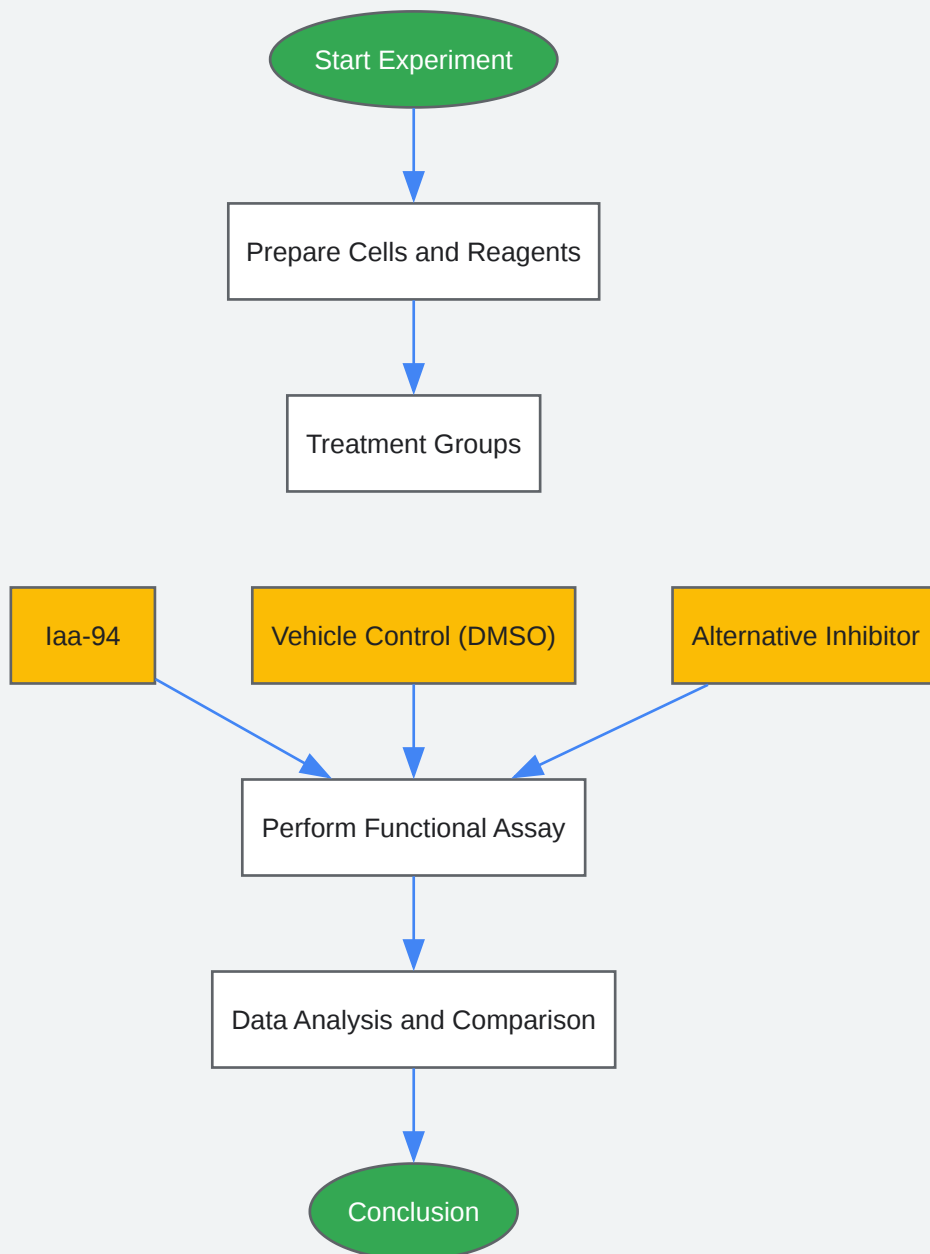 Start Experiment
Prepare Cells and Reagents
Treatment Groups
Iaa-94
Vehicle Control (DMSO)
Alternative Inhibitor
Perform Functional Assay
Data Analysis and Comparison
Conclusion